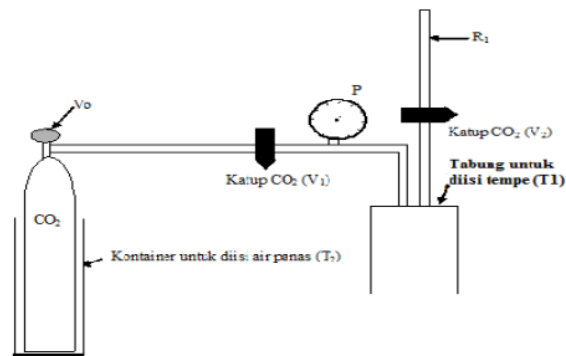 R₁
P
Vo
Katup CO₂ (V₂)
Katup CO₂ (V₁)
Tabung untuk
diisi tempe (T1)
CO₂
Kontainer untuk diisi air panas (T₂)